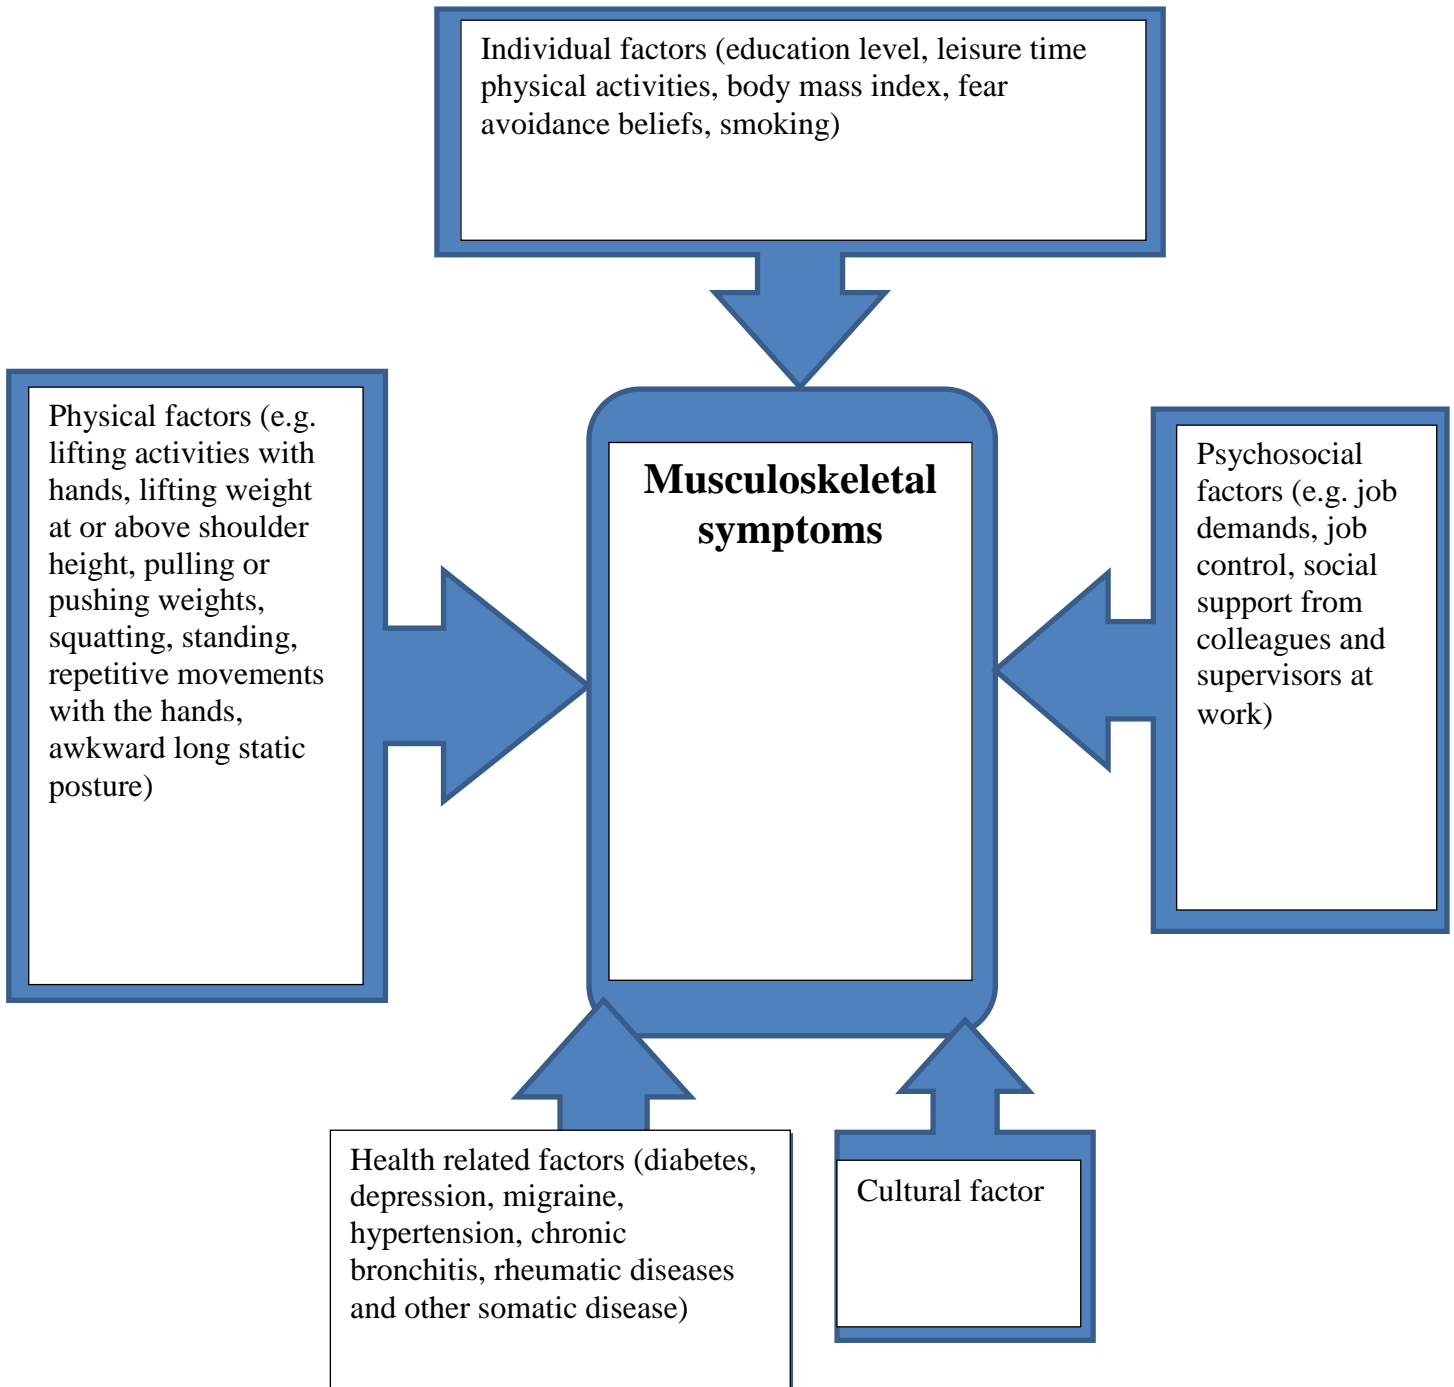 Individual factors (education level, leisure time
physical activities, body mass index, fear
avoidance beliefs, smoking)
Physical factors (e.g.
lifting activities with
hands, lifting weight
at or above shoulder
height, pulling or
pushing weights,
squatting, standing,
repetitive movements
with the hands,
awkward long static
posture)
Musculoskeletal
symptoms
Psychosocial
factors (e.g. job
demands, job
control, social
support from
colleagues and
supervisors at
work)
Health related factors (diabetes,
depression, migraine,
hypertension, chronic
bronchitis, rheumatic diseases
and other somatic disease)
Cultural factor